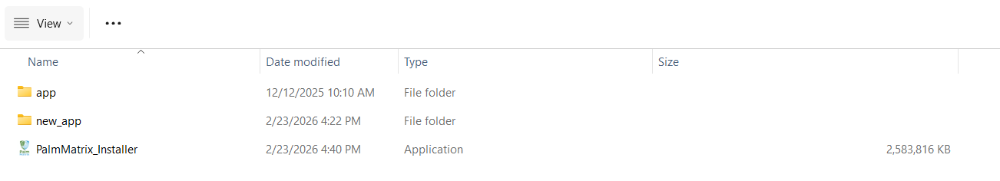 View
Name Date modified Type Size
app 12/12/2025 10:10 AM File folder
new_app 2/23/2026 4:22 PM File folder
PalmMatrix_Installer 2/23/2026 4:40 PM Application 2,583,816 KB
Palm